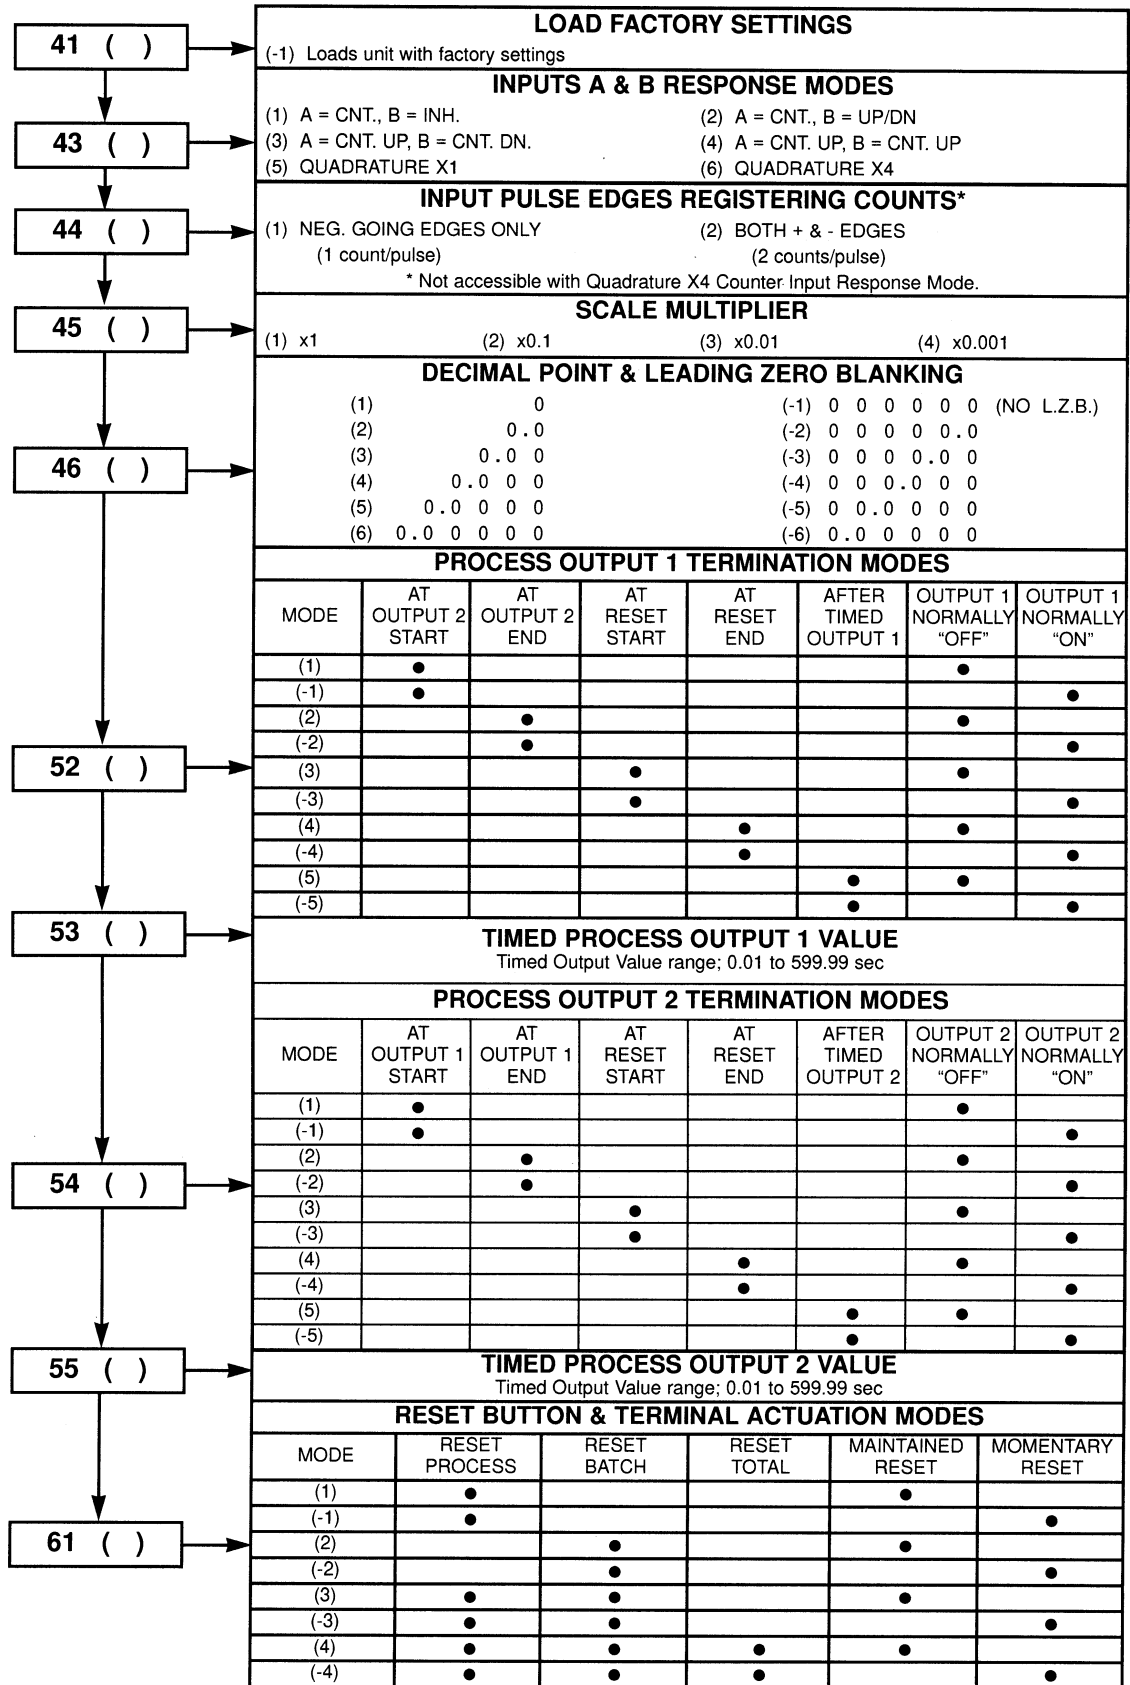 41 ( )
LOAD FACTORY SETTINGS
(-1) Loads unit with factory settings
43 ( )
INPUTS A & B RESPONSE MODES
(1) A = CNT., B = INH. (2) A = CNT., B = UP/DN
(3) A = CNT. UP, B = CNT. DN. (4) A = CNT. UP, B = CNT. UP
(5) QUADRATURE X1 (6) QUADRATURE X4
44 ( )
INPUT PULSE EDGES REGISTERING COUNTS*
(1) NEG. GOING EDGES ONLY (2) BOTH + & - EDGES
(1 count/pulse) (2 counts/pulse)
* Not accessible with Quadrature X4 Counter Input Response Mode.
45 ( )
SCALE MULTIPLIER
(1) x1 (2) x0.1 (3) x0.01 (4) x0.001
46 ( )
DECIMAL POINT & LEADING ZERO BLANKING
(1) 0 (-1) 0 0 0 0 0 0 (NO L.Z.B.)
(2) 0.0 (-2) 0 0 0 0 0.0
(3) 0.0 0 (-3) 0 0 0 0.0 0
(4) 0.0 0 0 (-4) 0 0 0.0 0 0
(5) 0.0 0 0 0 (-5) 0 0.0 0 0 0
(6) 0.0 0 0 0 0 (-6) 0.0 0 0 0 0
52 ( )
PROCESS OUTPUT 1 TERMINATION MODES
MODE
AT OUTPUT 2 START
AT OUTPUT 2 END
AT RESET START
AT RESET END
AFTER TIMED OUTPUT 1
OUTPUT 1 NORMALLY “OFF”
OUTPUT 1 NORMALLY “ON”
(1) ● ●
(-1) ● ●
(2) ● ●
(-2) ● ●
(3) ● ●
(-3) ● ●
(4) ● ●
(-4) ● ●
(5) ● ●
(-5) ● ●
53 ( )
TIMED PROCESS OUTPUT 1 VALUE
Timed Output Value range; 0.01 to 599.99 sec
54 ( )
PROCESS OUTPUT 2 TERMINATION MODES
MODE
AT OUTPUT 1 START
AT OUTPUT 1 END
AT RESET START
AT RESET END
AFTER TIMED OUTPUT 2
OUTPUT 2 NORMALLY “OFF”
OUTPUT 2 NORMALLY “ON”
(1) ● ●
(-1) ● ●
(2) ● ●
(-2) ● ●
(3) ● ●
(-3) ● ●
(4) ● ●
(-4) ● ●
(5) ● ●
(-5) ● ●
55 ( )
TIMED PROCESS OUTPUT 2 VALUE
Timed Output Value range; 0.01 to 599.99 sec
61 ( )
RESET BUTTON & TERMINAL ACTUATION MODES
MODE
RESET PROCESS
RESET BATCH
RESET TOTAL
MAINTAINED RESET
MOMENTARY RESET
(1) ● ●
(-1) ● ●
(2) ● ●
(-2) ● ●
(3) ● ● ●
(-3) ● ● ●
(4) ● ● ● ●
(-4) ● ● ● ●